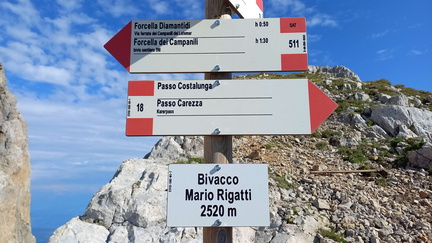 Forcella Diamantidi
h 0:50
SAT
Via ferrata dei Campanili del Latemar
Forcella dei Campanili
h 1:30
511
18
Passo Costalunga
Passo Carezza
Karerpass
Bivacco
Mario Rigatti
2520 m